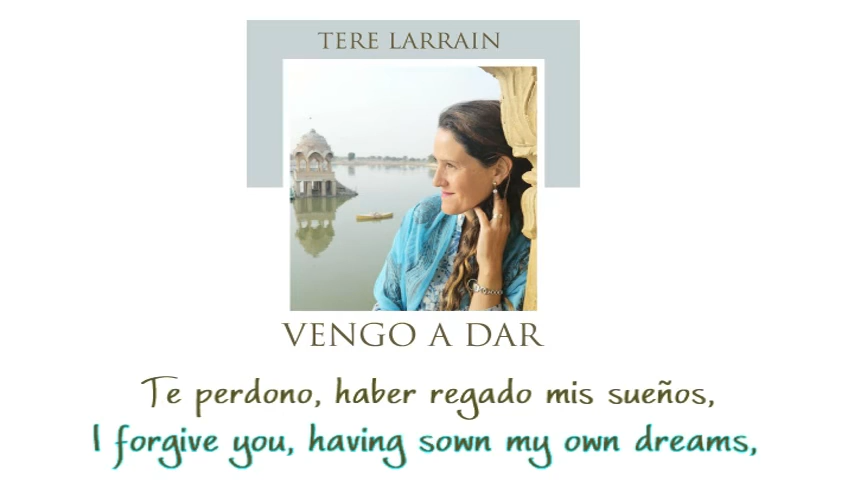 TERE LARRAIN
VENGO A DAR
Te perdono, haber regado mis sueños,
I forgive you, having sown my own dreams,